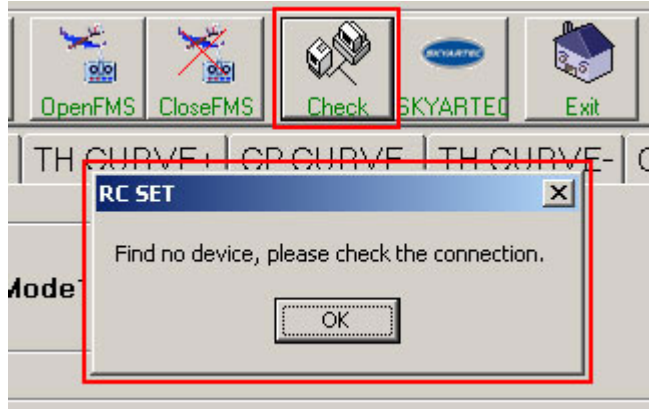 OpenFMS CloseFMS Check SKYARTEC Exit
SKYARTEC
TH CURVE+ CP CURVE TH CURVE-
RC SET
Find no device, please check the connection.
OK